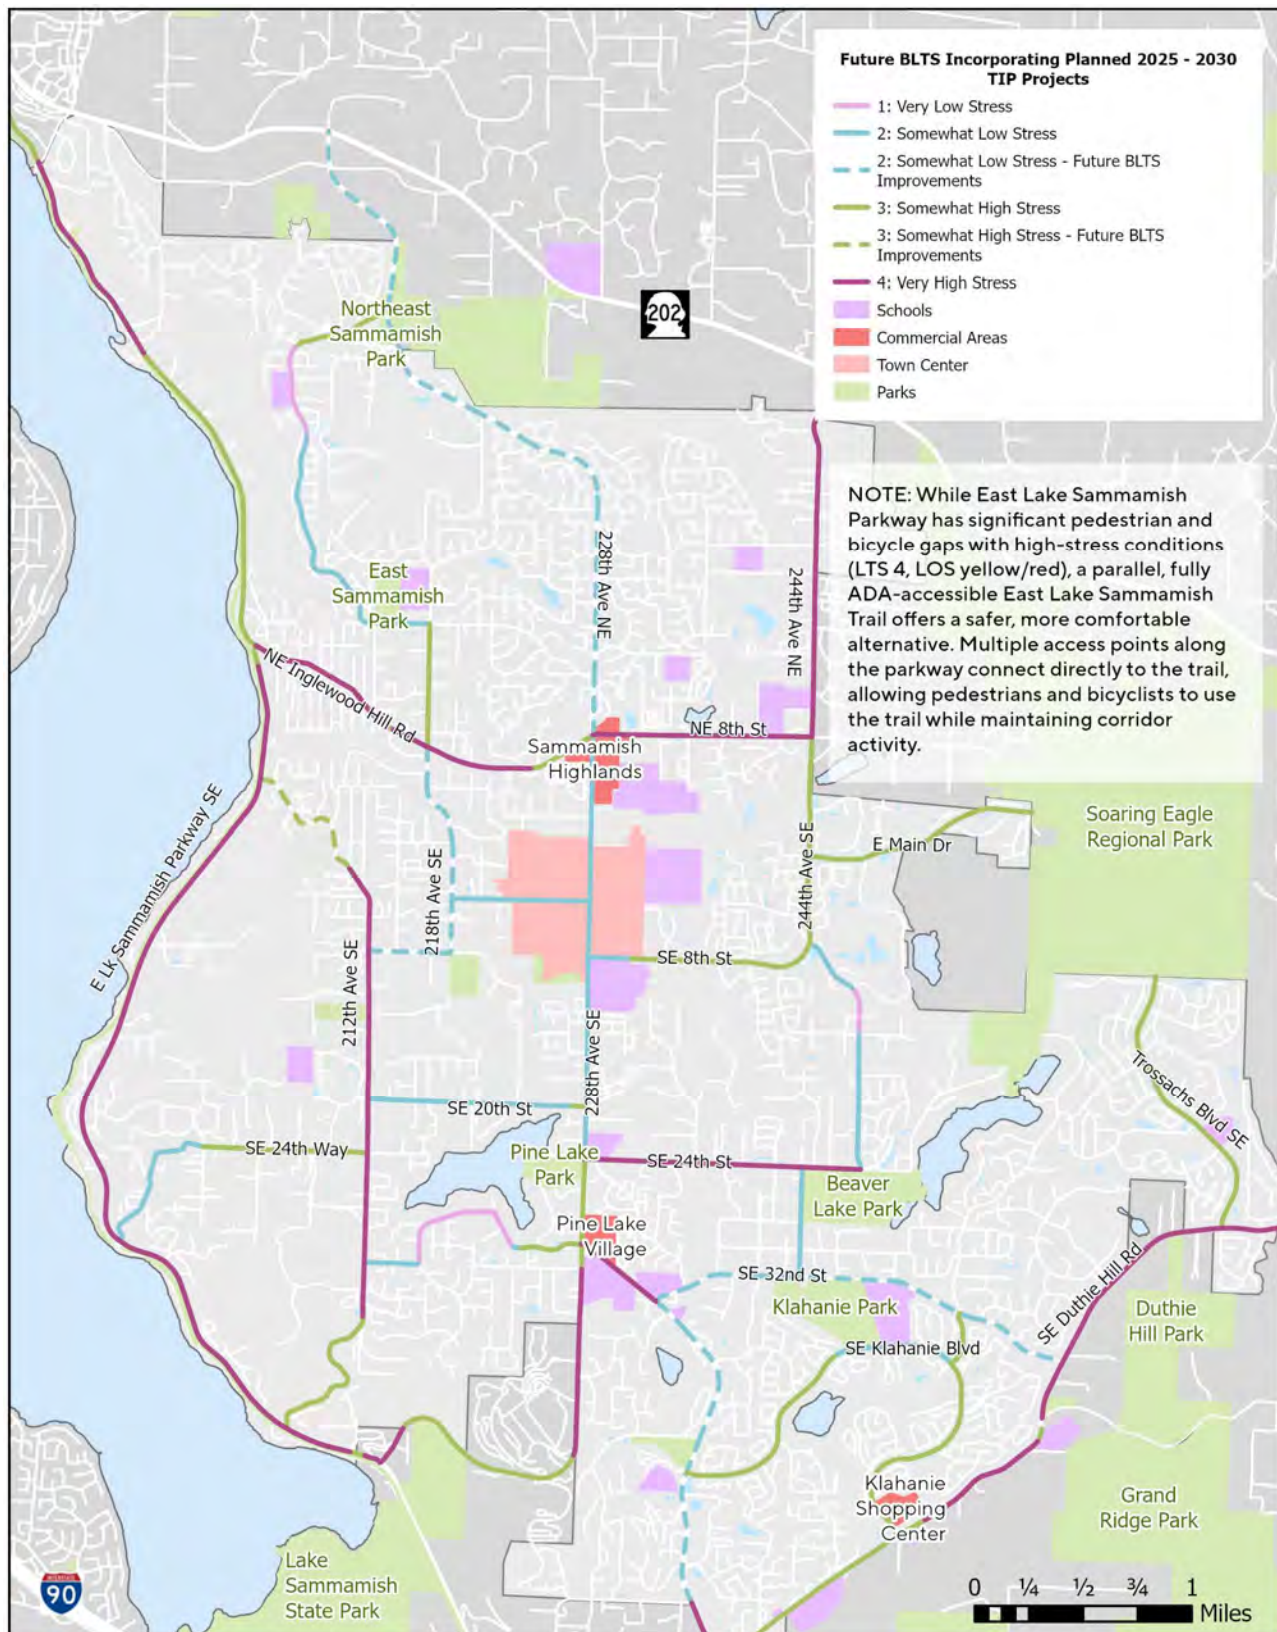 Future BLTS Incorporating Planned 2025 - 2030
TIP Projects
1: Very Low Stress
2: Somewhat Low Stress
2: Somewhat Low Stress - Future BLTS
Improvements
3: Somewhat High Stress
3: Somewhat High Stress - Future BLTS
Improvements
4: Very High Stress
Schools
Commercial Areas
Town Center
Parks
NOTE: While East Lake Sammamish
Parkway has significant pedestrian and
bicycle gaps with high-stress conditions
(LTS 4, LOS yellow/red), a parallel, fully
ADA-accessible East Lake Sammamish
Trail offers a safer, more comfortable
alternative. Multiple access points along
the parkway connect directly to the trail,
allowing pedestrians and bicyclists to use
the trail while maintaining corridor
activity.
202
Northeast
Sammamish
Park
East
Sammamish
Park
228th Ave NE
244th Ave NE
NE Inglewood Hill Rd
NE 8th St
Sammamish
Highlands
E Lk Sammamish Parkway SE
218th Ave SE
212th Ave SE
244th Ave SE
E Main Dr
Soaring Eagle
Regional Park
SE 8th St
228th Ave SE
SE 20th St
SE 24th Way
Pine Lake
Park
SE 24th St
Beaver
Lake Park
Trossachs Blvd SE
Pine Lake
Village
SE 32nd St
Klahanie Park
SE Klahanie Blvd
SE Duthie Hill Rd
Duthie
Hill Park
Klahanie
Shopping
Center
Grand
Ridge Park
Lake
Sammamish
State Park
INTERSTATE
90
0 ¼ ½ ¾ 1
Miles